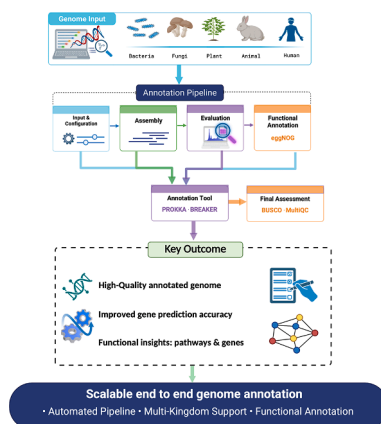 Genome Input
Bacteria Fungi Plant Animal Human
Annotation Pipeline
Input &
Configuration
Assembly
Evaluation
Functional
Annotation
eggNOG
Annotation Tool
PROKKA · BREAKER
Final Assessment
BUSCO · MultiQC
Key Outcome
High-Quality annotated genome
Improved gene prediction accuracy
Functional insights: pathways & genes
Scalable end to end genome annotation
• Automated Pipeline • Multi-Kingdom Support • Functional Annotation